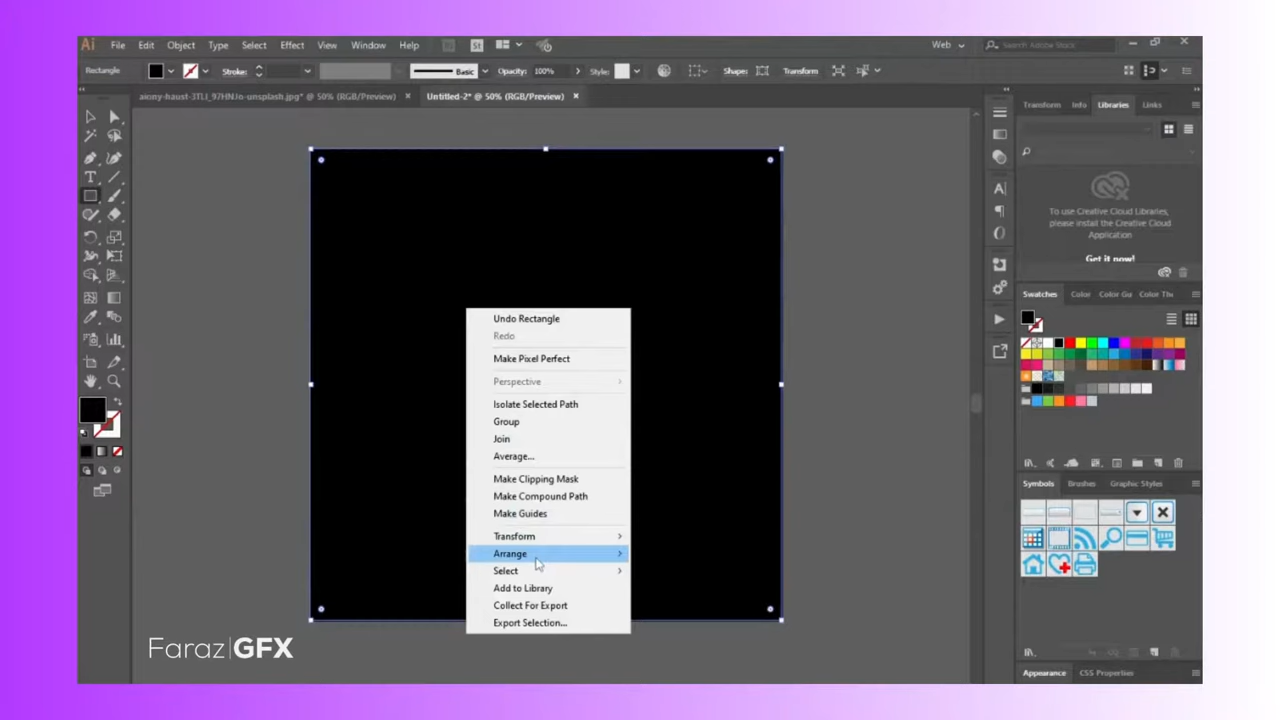 Ai File Edit Object Type Select Effect View Window Help St Web Search Adobe Stock
Rectangle Stroke: Basic Opacity: 100% Style: Shape: Transform
ainny-haust-3TLl_97HNJo-unsplash.jpg* @ 50% (RGB/Preview) × Untitled-2* @ 50% (RGB/Preview) ×
Transform Info Libraries Links
To use Creative Cloud Libraries,
please install the Creative Cloud
Application
Get it now!
Swatches Color Color Gu Color The
Undo Rectangle
Redo
Make Pixel Perfect
Perspective
Isolate Selected Path
Group
Join
Average...
Make Clipping Mask
Make Compound Path
Make Guides
Transform
Arrange
Select
Add to Library
Collect For Export
Export Selection...
Symbols Brushes Graphic Styles
Appearance CSS Properties
Faraz|GFX